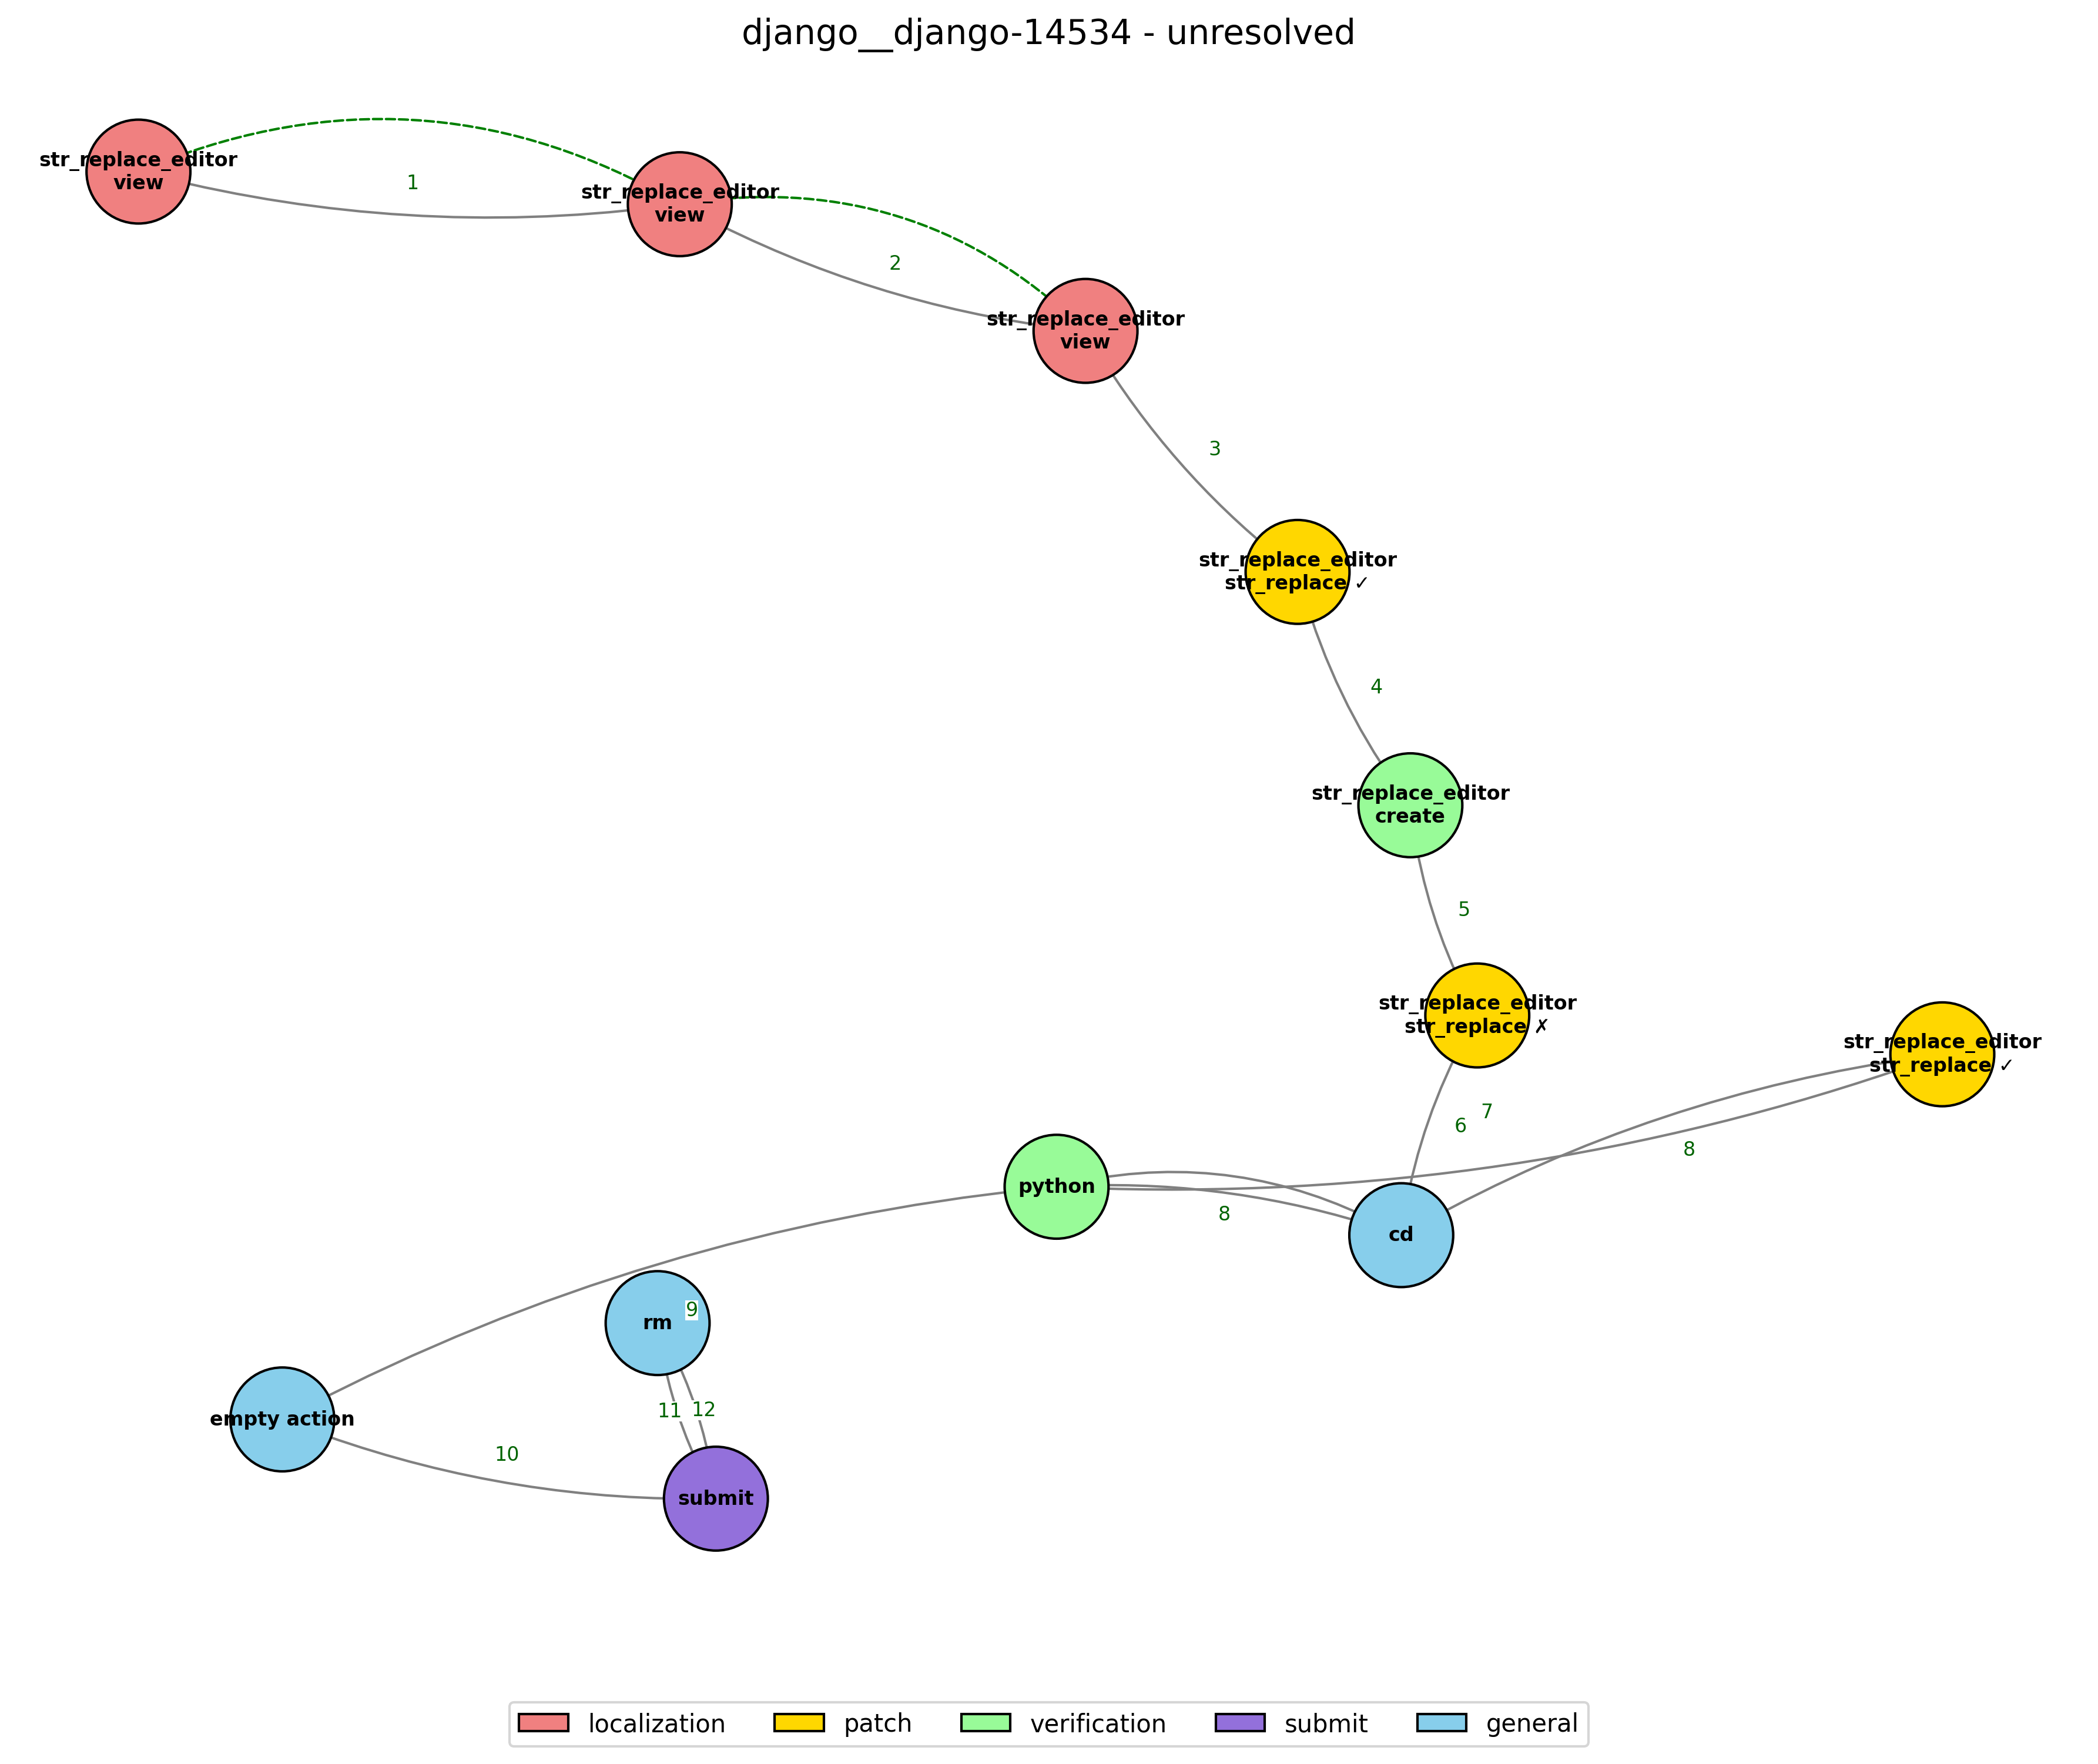 django__django-14534 - unresolved
str_replace_editor
view
1
str_replace_editor
view
2
str_replace_editor
view
3
str_replace_editor
str_replace ✓
4
str_replace_editor
create
5
str_replace_editor
str_replace ✗
str_replace_editor
str_replace ✓
6
7
8
python
8
cd
rm
9
empty action
11
12
10
submit
localization
patch
verification
submit
general